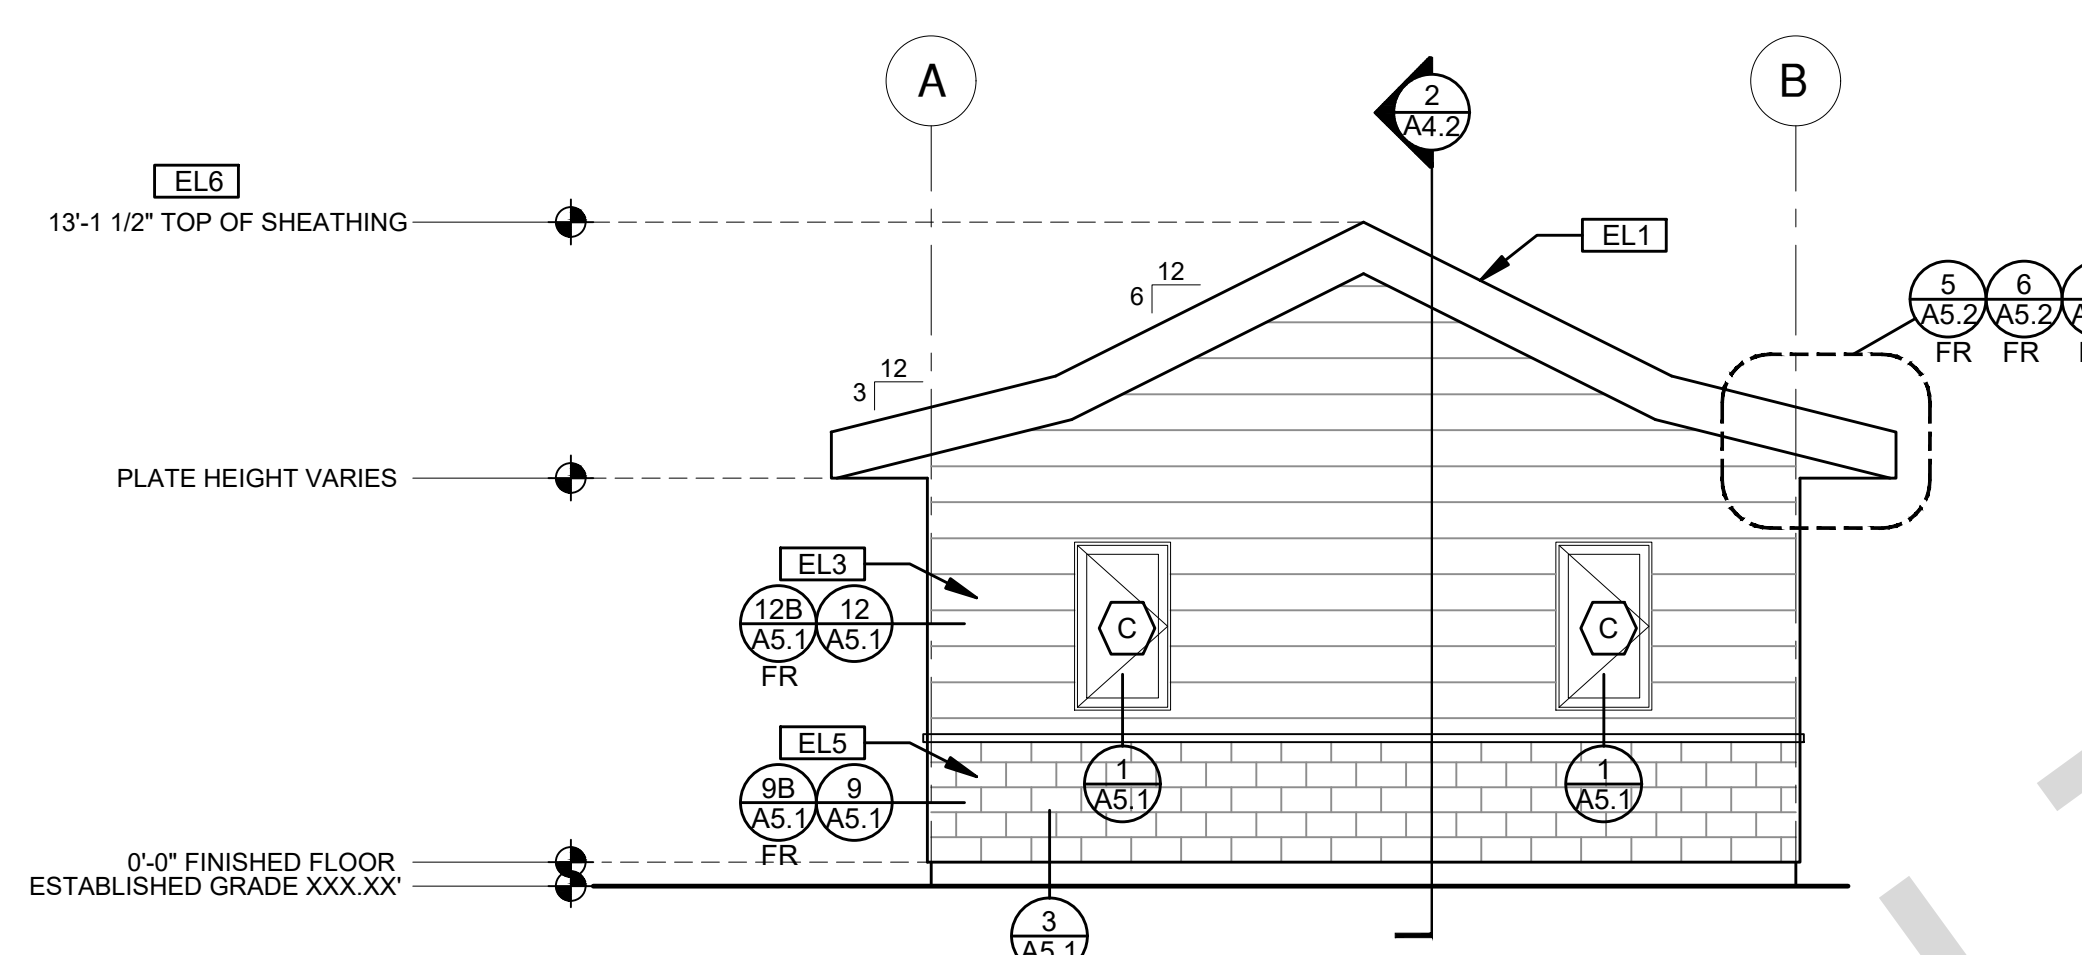 A
B
2
A4.2
EL6
13'-1 1/2" TOP OF SHEATHING
EL1
12
6
5
A5.2
FR
6
A5.2
FR
12
3
PLATE HEIGHT VARIES
EL3
12B
A5.1
FR
12
A5.1
C
C
EL5
9B
A5.1
FR
9
A5.1
1
A5.1
1
A5.1
0'-0" FINISHED FLOOR
ESTABLISHED GRADE XXX.XX'
3
A5.1